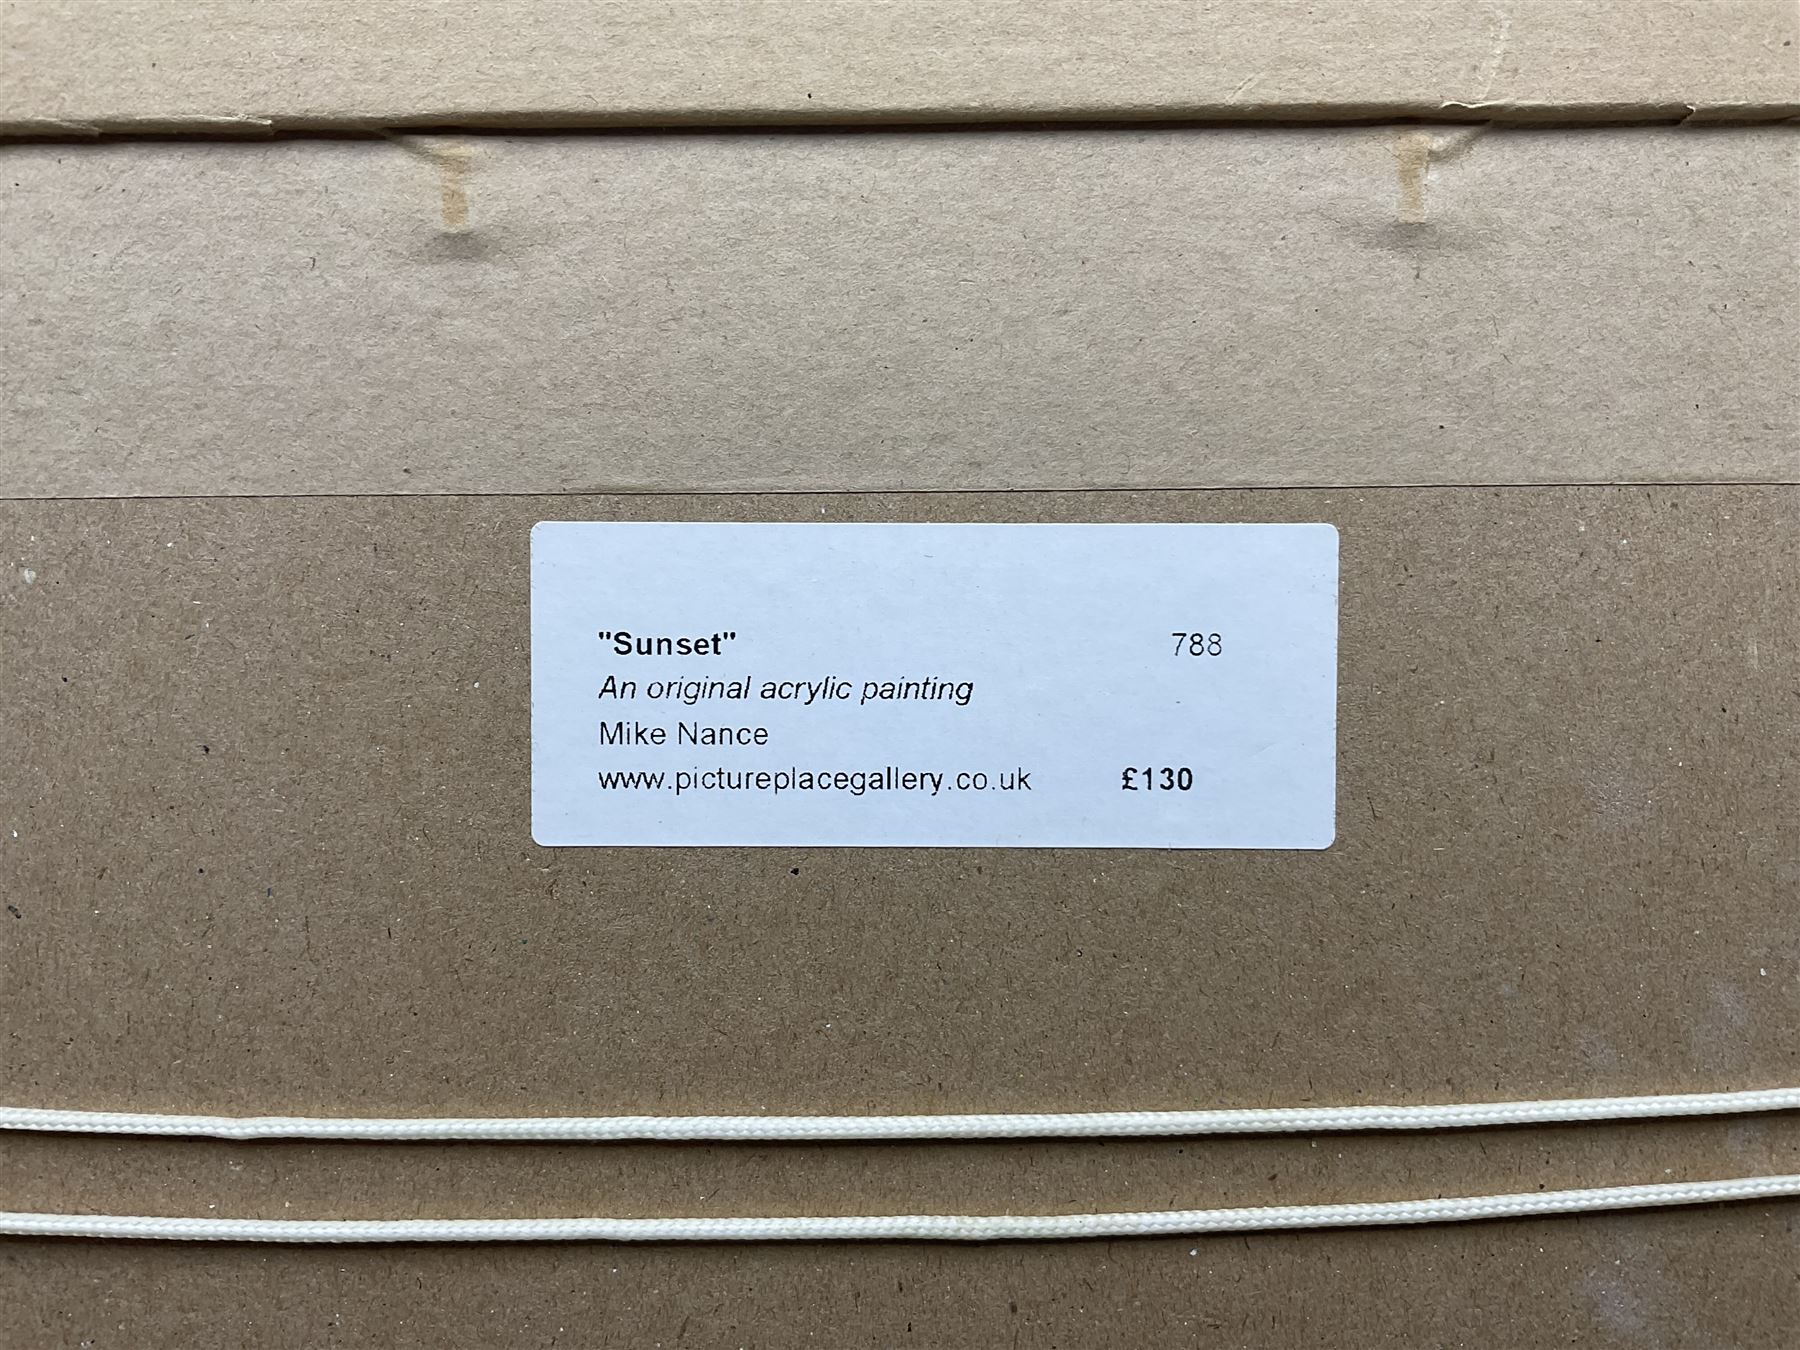 "Sunset" 788
An original acrylic painting
Mike Nance
www.pictureplacegallery.co.uk £130